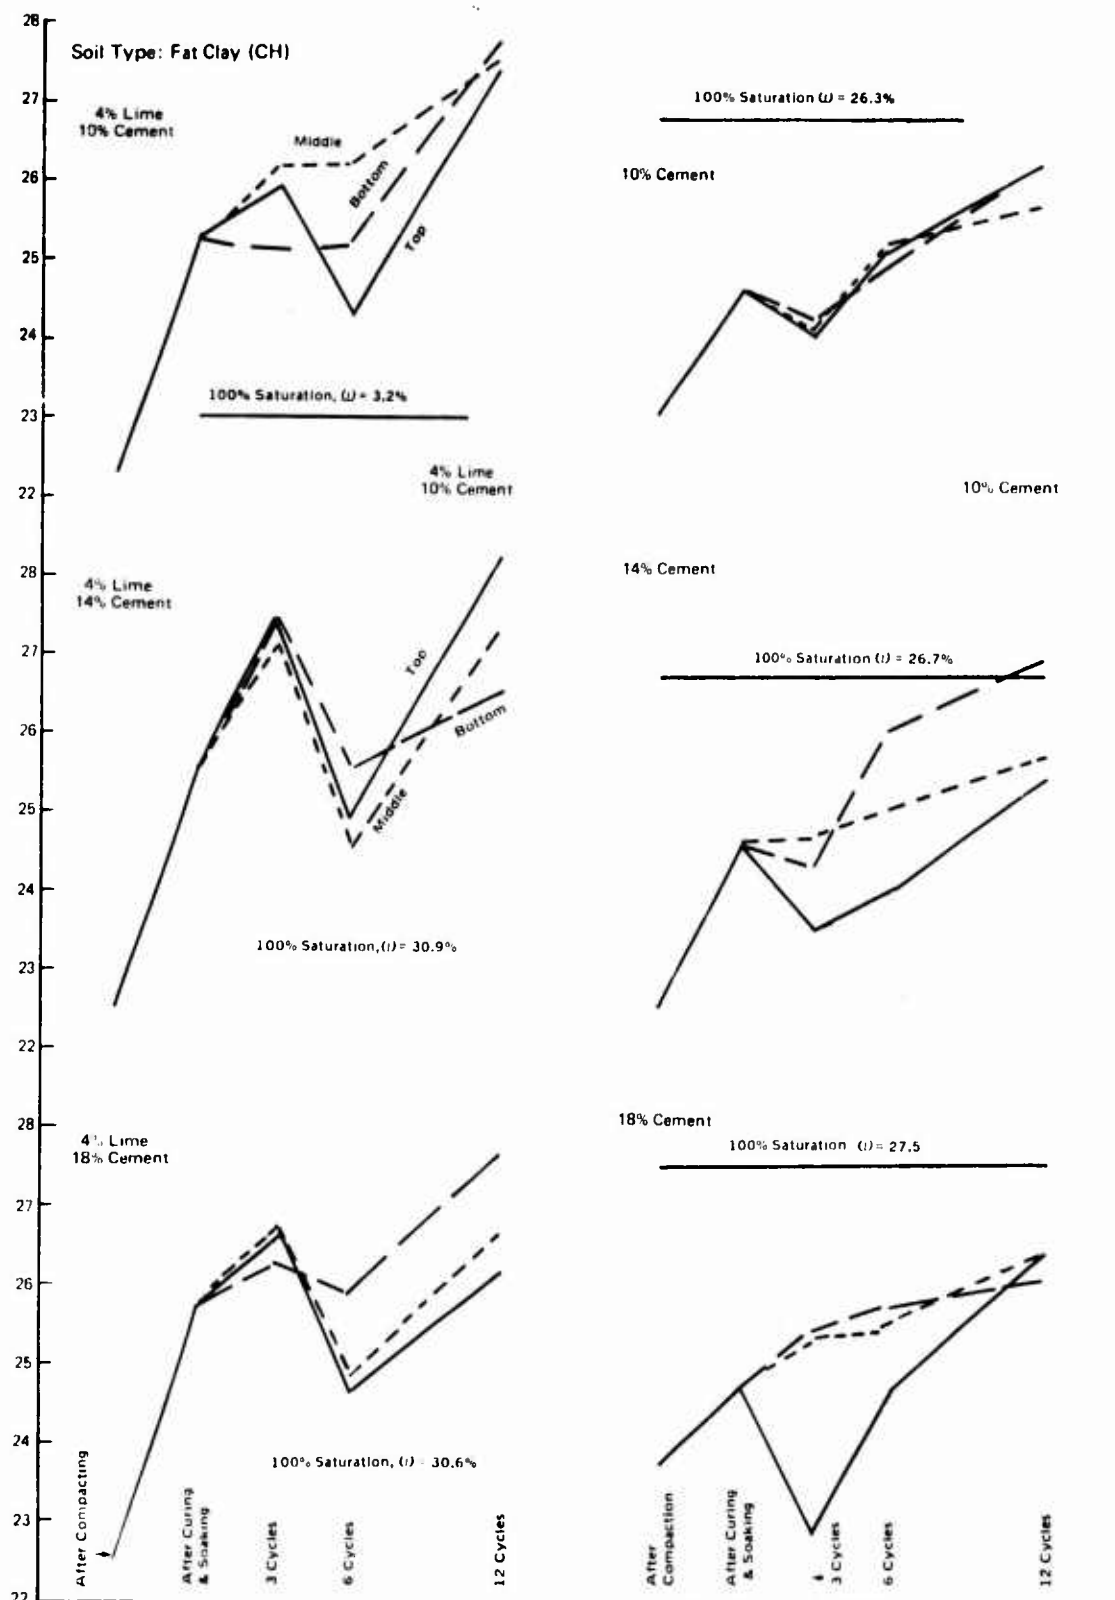 28
Soil Type: Fat Clay (CH)
27
4% Lime
10% Cement
Middle
26
Bottom
25
Top
24
100% Saturation, ω = 3.2%
23
4% Lime
10% Cement
22
100% Saturation ω = 26.3%
10% Cement
10% Cement
28
4% Lime
14% Cement
27
Top
26
Bottom
25
Middle
24
100% Saturation, ω = 30.9%
23
22
14% Cement
100% Saturation ω = 26.7%
28
4% Lime
18% Cement
27
26
25
24
100% Saturation, ω = 30.6%
23
22
After Compacting
After Curing
& Soaking
3 Cycles
6 Cycles
12 Cycles
18% Cement
100% Saturation ω = 27.5
After
Compaction
After Curing
& Soaking
3 Cycles
6 Cycles
12 Cycles